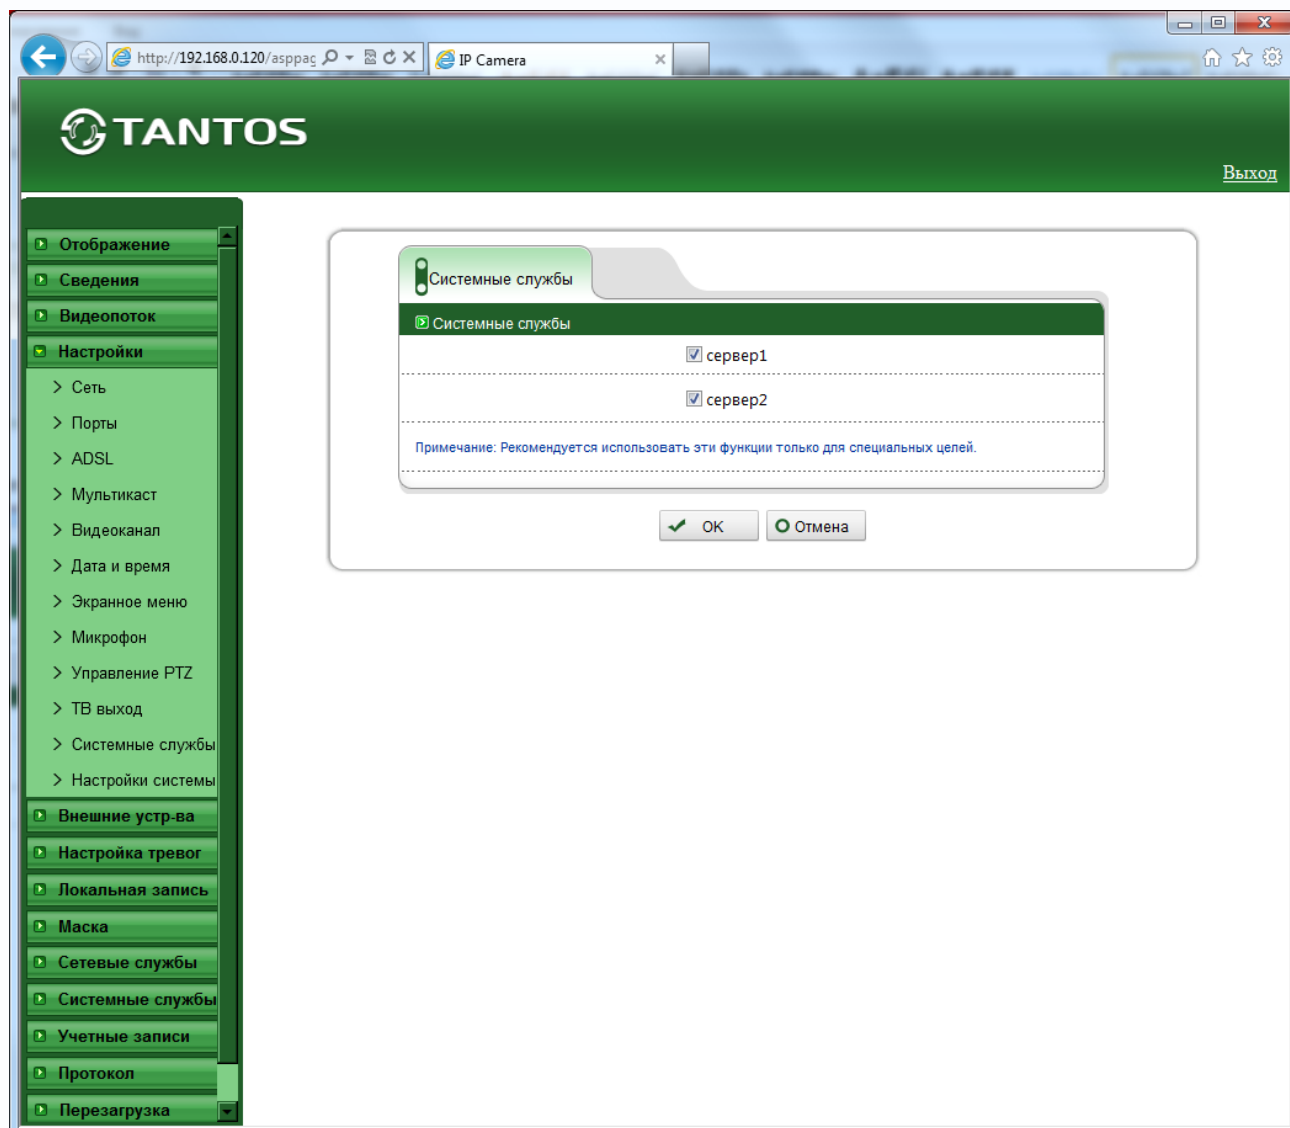 http://192.168.0.120/asppag
IP Camera
TANTOS
Выход
Отображение
Сведения
Видеопоток
Настройки
Сеть
Порты
ADSL
Мультикаст
Видеоканал
Дата и время
Экранное меню
Микрофон
Управление PTZ
ТВ выход
Системные службы
Настройки системы
Внешние устр-ва
Настройка тревог
Локальная запись
Маска
Сетевые службы
Системные службы
Учетные записи
Протокол
Перезагрузка
Системные службы
Системные службы
сервер1
сервер2
Примечание: Рекомендуется использовать эти функции только для специальных целей.
OK
Отмена